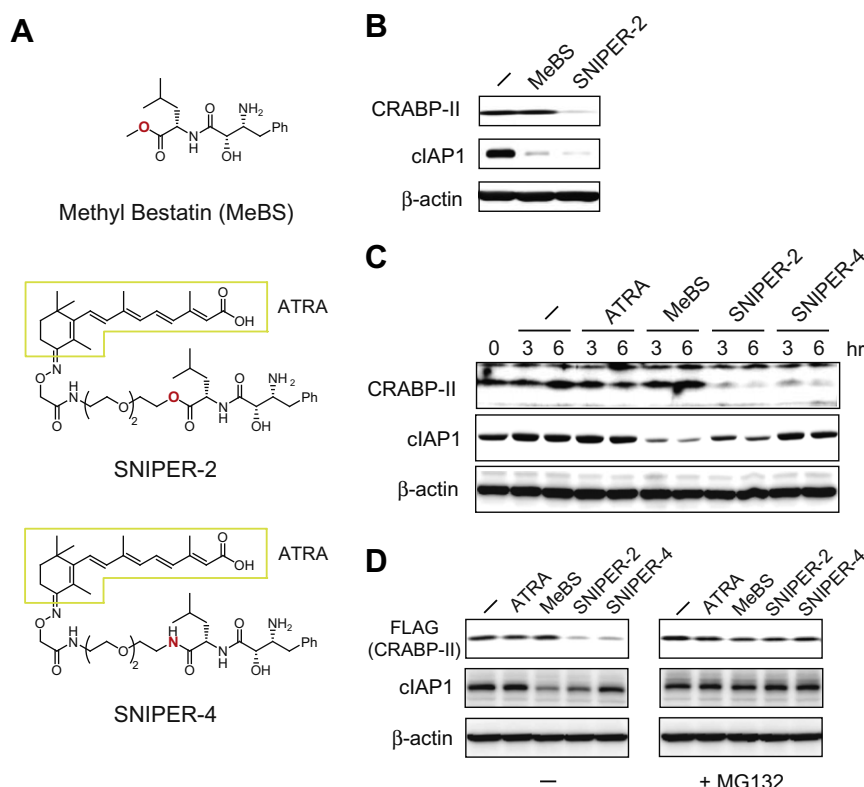 A
NH2
O
Ph
O
N
H
O
OH
Methyl Bestatin (MeBS)
O
OH
ATRA
N
O
O
H
N
O
2
O
O
N
H
O
OH
NH2
Ph
SNIPER-2
O
OH
ATRA
N
O
O
H
N
O
2
H
N
O
N
H
O
OH
NH2
Ph
SNIPER-4
B
— MeBS SNIPER-2
CRABP-II
cIAP1
β-actin
C
— ATRA MeBS SNIPER-2 SNIPER-4
0 3 6 3 6 3 6 3 6 3 6 hr
CRABP-II
cIAP1
β-actin
D
— ATRA MeBS SNIPER-2 SNIPER-4
— ATRA MeBS SNIPER-2 SNIPER-4
FLAG
(CRABP-II)
cIAP1
β-actin
—
+ MG132